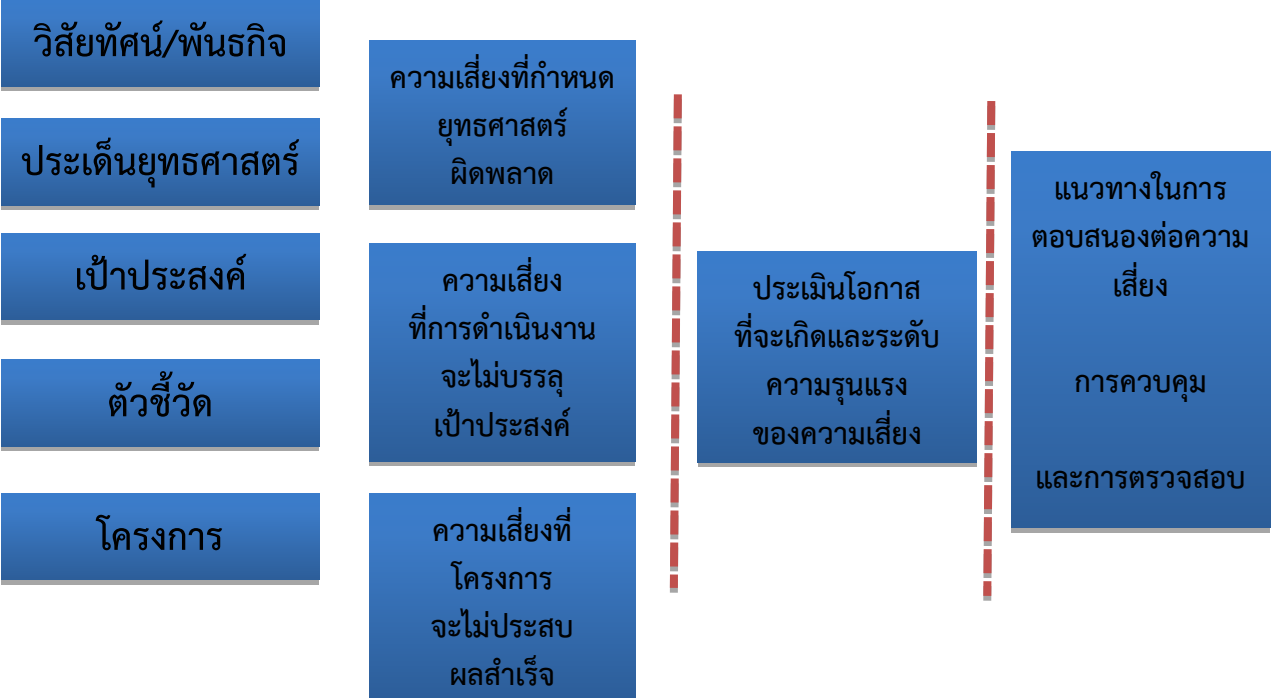 วิสัยทัศน์/พันธกิจ
ประเด็นยุทธศาสตร์
เป้าประสงค์
ตัวชี้วัด
โครงการ
ความเสี่ยงที่กำหนด
ยุทธศาสตร์
ผิดพลาด
ความเสี่ยง
ที่การดำเนินงาน
จะไม่บรรลุ
เป้าประสงค์
ความเสี่ยงที่
โครงการ
จะไม่ประสบ
ผลสำเร็จ
ประเมินโอกาส
ที่จะเกิดและระดับ
ความรุนแรง
ของความเสี่ยง
แนวทางในการ
ตอบสนองต่อความ
เสี่ยง
การควบคุม
และการตรวจสอบ